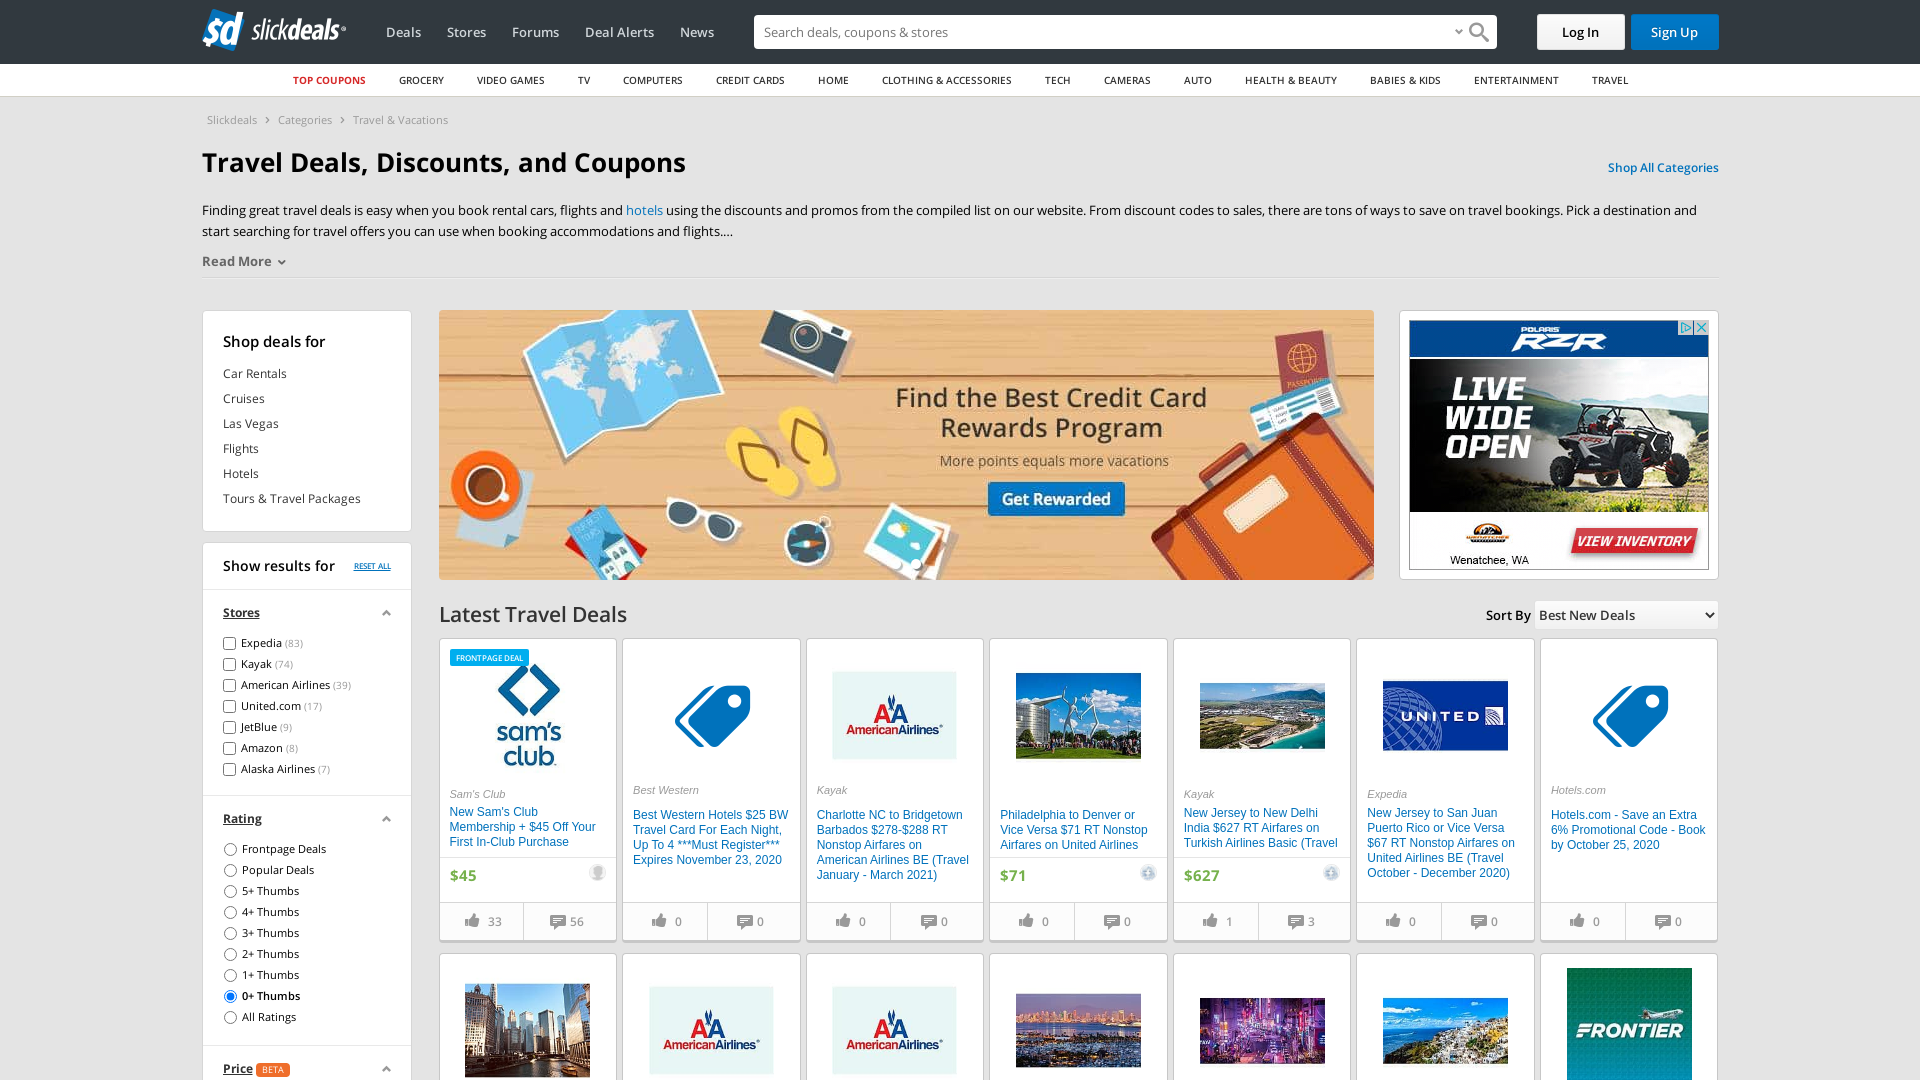 slickdeals
Deals
Stores
Forums
Deal Alerts
News
Search deals, coupons & stores
Log In
Sign Up
TOP COUPONS
GROCERY
VIDEO GAMES
TV
COMPUTERS
CREDIT CARDS
HOME
CLOTHING & ACCESSORIES
TECH
CAMERAS
AUTO
HEALTH & BEAUTY
BABIES & KIDS
ENTERTAINMENT
TRAVEL
Slickdeals > Categories > Travel & Vacations
Travel Deals, Discounts, and Coupons
Shop All Categories
Finding great travel deals is easy when you book rental cars, flights and hotels using the discounts and promos from the compiled list on our website. From discount codes to sales, there are tons of ways to save on travel bookings. Pick a destination and
start searching for travel offers you can use when booking accommodations and flights....
Read More
Shop deals for
Car Rentals
Cruises
Las Vegas
Flights
Hotels
Tours & Travel Packages
Show results for
RESET ALL
Stores
Expedia (83)
Kayak (74)
American Airlines (39)
United.com (17)
JetBlue (9)
Amazon (8)
Alaska Airlines (7)
Rating
Frontpage Deals
Popular Deals
5+ Thumbs
4+ Thumbs
3+ Thumbs
2+ Thumbs
1+ Thumbs
0+ Thumbs
All Ratings
Price BETA
PASSPORT
Find the Best Credit Card
Rewards Program
More points equals more vacations
Get Rewarded
POLARIS
RZR
LIVE
WIDE
OPEN
Wenatchee, WA
VIEW INVENTORY
Latest Travel Deals
Sort By
Best New Deals
FRONTPAGE DEAL
sam's
club
Sam's Club
New Sam's Club
Membership + $45 Off Your
First In-Club Purchase
$45
33
56
Best Western
Best Western Hotels $25 BW
Travel Card For Each Night,
Up To 4 ***Must Register***
Expires November 23, 2020
0
0
AA
AmericanAirlines
Kayak
Charlotte NC to Bridgetown
Barbados $278-$288 RT
Nonstop Airfares on
American Airlines BE (Travel
January - March 2021)
0
0
Philadelphia to Denver or
Vice Versa $71 RT Nonstop
Airfares on United Airlines
$71
0
0
Kayak
New Jersey to New Delhi
India $627 RT Airfares on
Turkish Airlines Basic (Travel
$627
1
3
UNITED
Expedia
New Jersey to San Juan
Puerto Rico or Vice Versa
$67 RT Nonstop Airfares on
United Airlines BE (Travel
October - December 2020)
0
0
Hotels.com
Hotels.com - Save an Extra
6% Promotional Code - Book
by October 25, 2020
0
0
AA
AmericanAirlines
AA
AmericanAirlines
FRONTIER